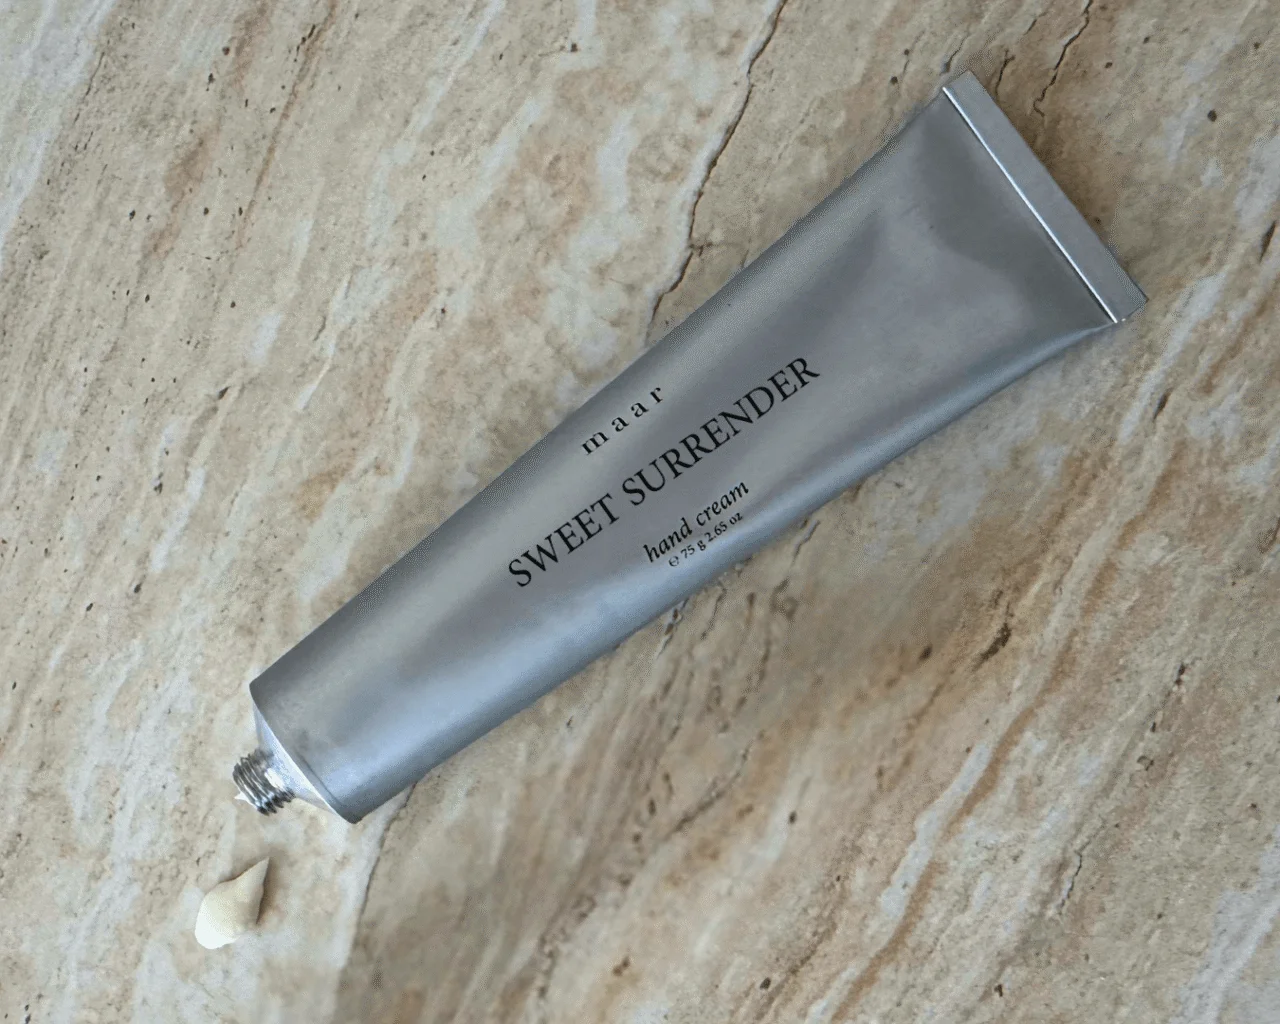 maar
SWEET SURRENDER
hand cream
℮ 75 g 2.65 oz